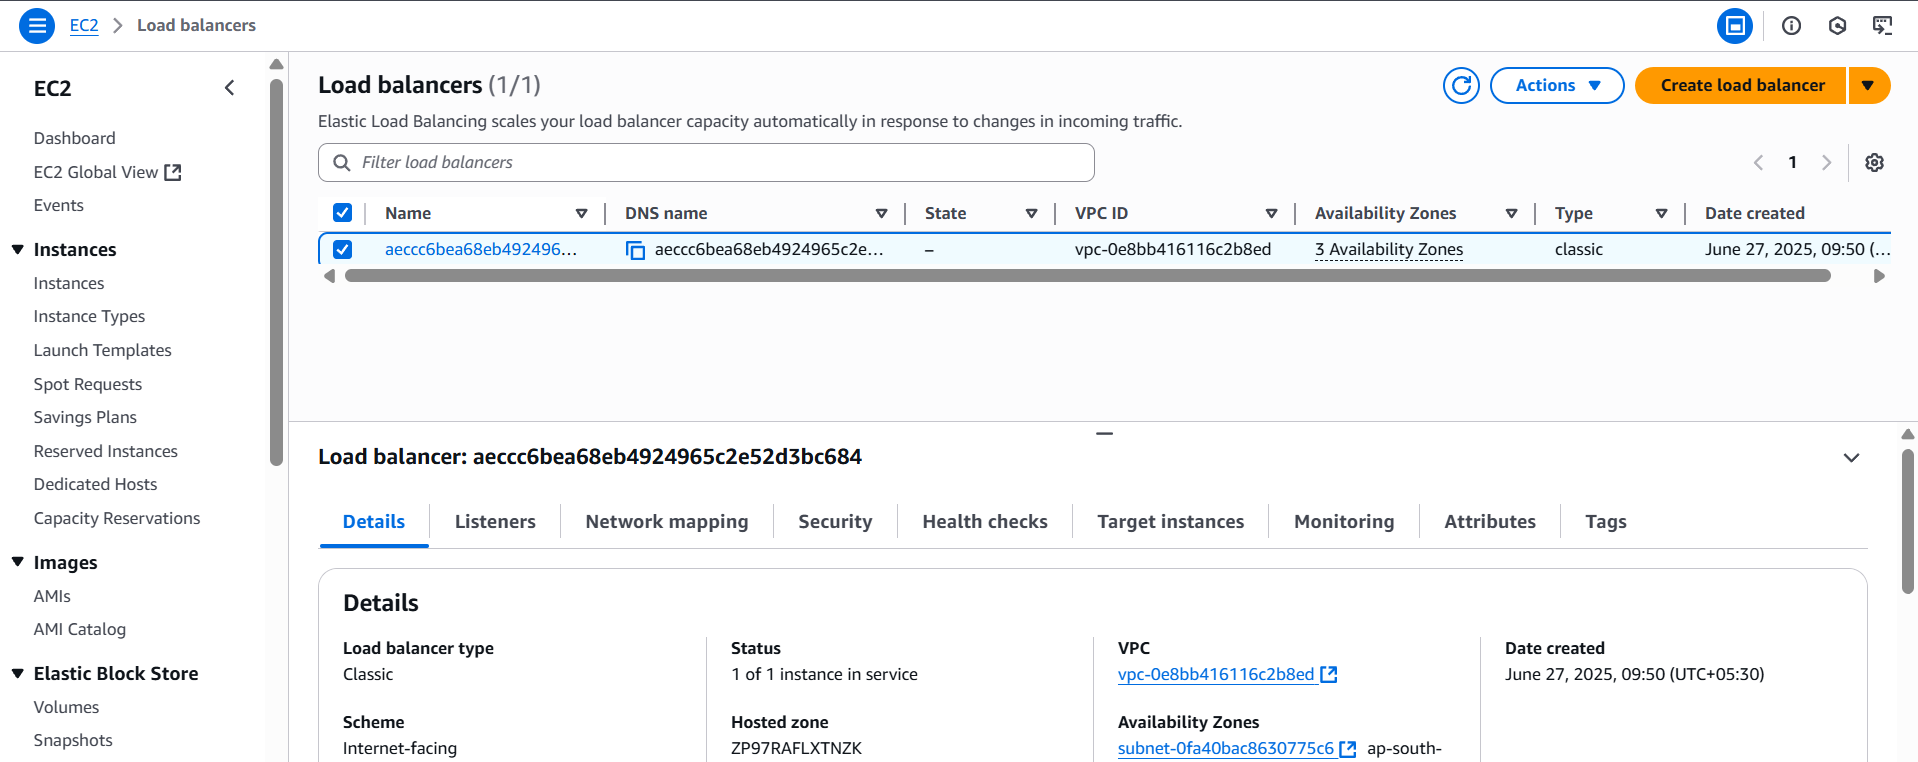 EC2 > Load balancers
EC2
Dashboard
EC2 Global View
Events
Instances
Instances
Instance Types
Launch Templates
Spot Requests
Savings Plans
Reserved Instances
Dedicated Hosts
Capacity Reservations
Images
AMIs
AMI Catalog
Elastic Block Store
Volumes
Snapshots
Load balancers (1/1)
Actions
Create load balancer
Elastic Load Balancing scales your load balancer capacity automatically in response to changes in incoming traffic.
Filter load balancers
1
Name DNS name State VPC ID Availability Zones Type Date created
aeccc6bea68eb492496... aeccc6bea68eb4924965c2e... – vpc-0e8bb416116c2b8ed 3 Availability Zones classic June 27, 2025, 09:50 (...
Load balancer: aeccc6bea68eb4924965c2e52d3bc684
Details Listeners Network mapping Security Health checks Target instances Monitoring Attributes Tags
Details
Load balancer type
Classic
Status
1 of 1 instance in service
VPC
vpc-0e8bb416116c2b8ed
Date created
June 27, 2025, 09:50 (UTC+05:30)
Scheme
Internet-facing
Hosted zone
ZP97RAFLXTNZK
Availability Zones
subnet-0fa40bac8630775c6 ap-south-